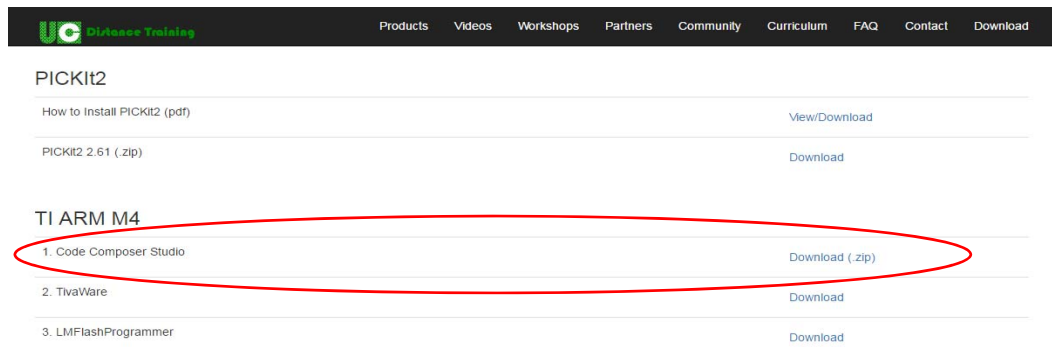 UC Distance Training Products Videos Workshops Partners Community Curriculum FAQ Contact Download
PICKIt2
How to Install PICKit2 (pdf) View/Download
PICKit2 2.61 (.zip) Download
TI ARM M4
1. Code Composer Studio Download (.zip)
2. TivaWare Download
3. LMFlashProgrammer Download